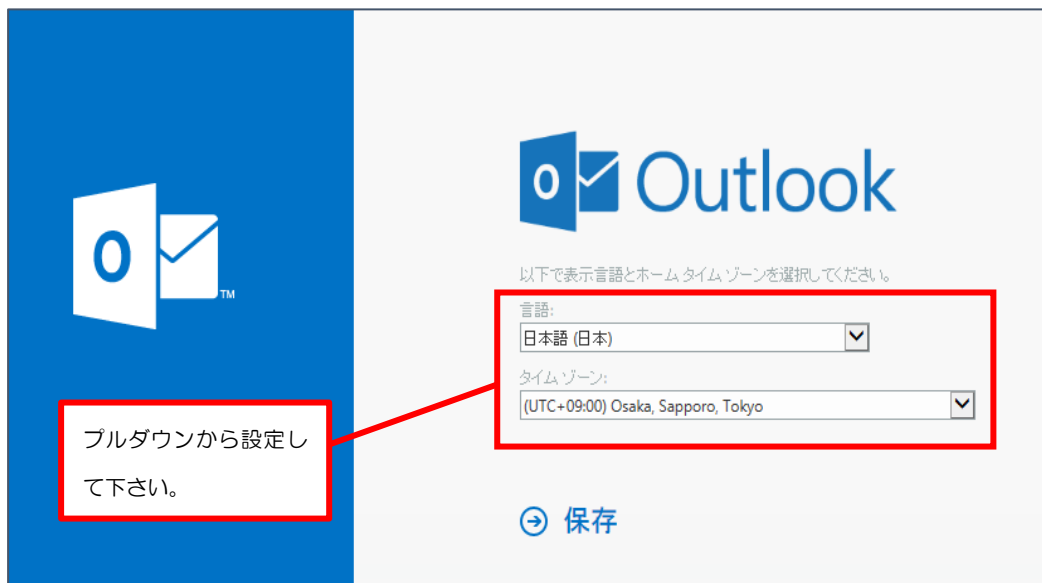 O
TM
プルダウンから設定し
て下さい。
O Outlook
以下で表示言語とホーム タイム ゾーンを選択してください。
言語:
日本語 (日本)
タイム ゾーン:
(UTC+09:00) Osaka, Sapporo, Tokyo
保存